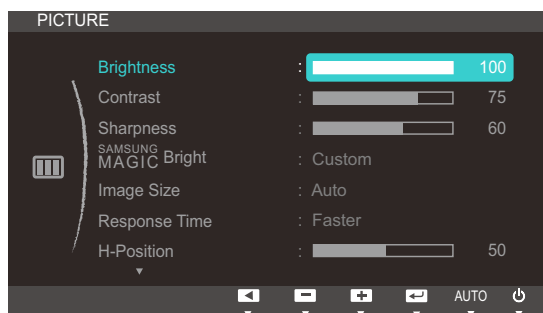 PICTURE
Brightness : 100
Contrast : 75
Sharpness : 60
SAMSUNG
MAGIC Bright : Custom
Image Size : Auto
Response Time : Faster
H-Position : 50
AUTO